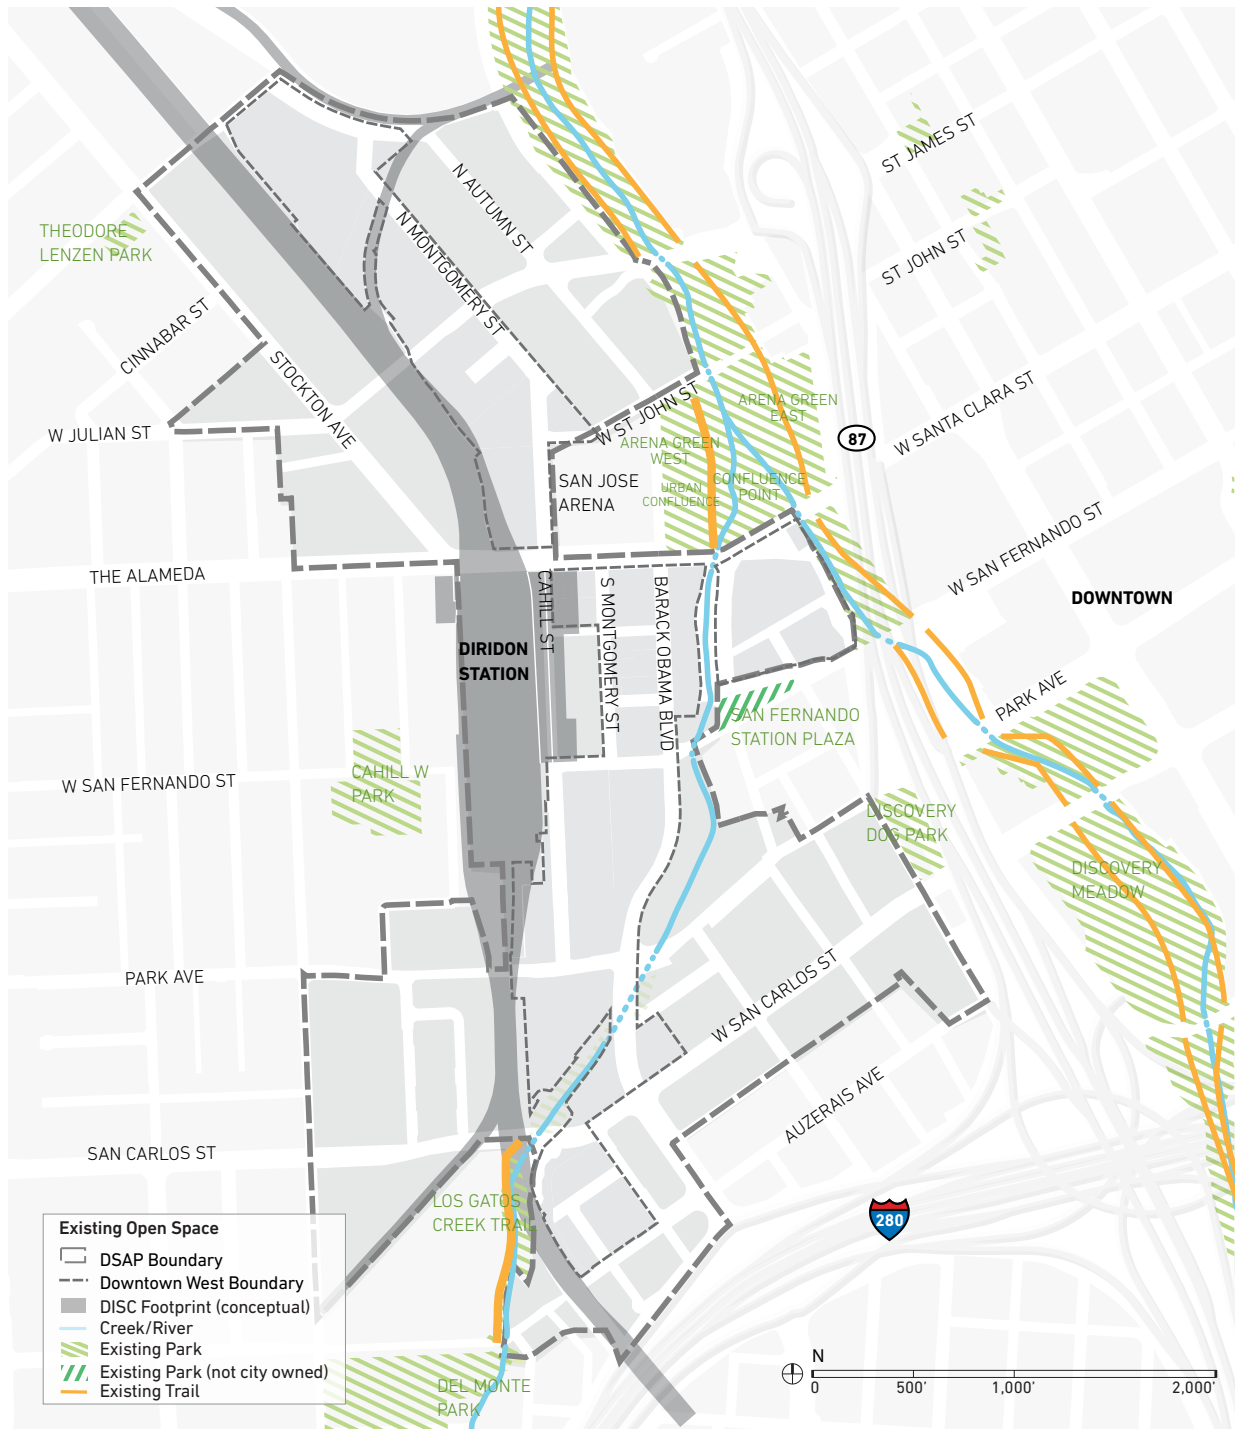 ST JAMES ST
N AUTUMN ST
THEODORE
LENZEN PARK
N MONTGOMERY ST
ST JOHN ST
CINNABAR ST
STOCKTON AVE
W ST JOHN ST
ARENA GREEN
EAST
W SANTA CLARA ST
W JULIAN ST
87
ARENA GREEN
WEST
SAN JOSE
ARENA
URBAN
CONFLUENCE
CONFLUENCE
POINT
W SAN FERNANDO ST
THE ALAMEDA
CAHILL ST
S MONTGOMERY ST
BARACK OBAMA BLVD
DOWNTOWN
DIRIDON
STATION
PARK AVE
SAN FERNANDO
STATION PLAZA
CAHILL W
PARK
W SAN FERNANDO ST
DISCOVERY
DOG PARK
DISCOVERY
MEADOW
PARK AVE
W SAN CARLOS ST
AUZERAIS AVE
SAN CARLOS ST
LOS GATOS
CREEK TRAIL
280
Existing Open Space
DSAP Boundary
Downtown West Boundary
DISC Footprint (conceptual)
Creek/River
Existing Park
Existing Park (not city owned)
Existing Trail
DEL MONTE
PARK
N
0 500' 1,000' 2,000'